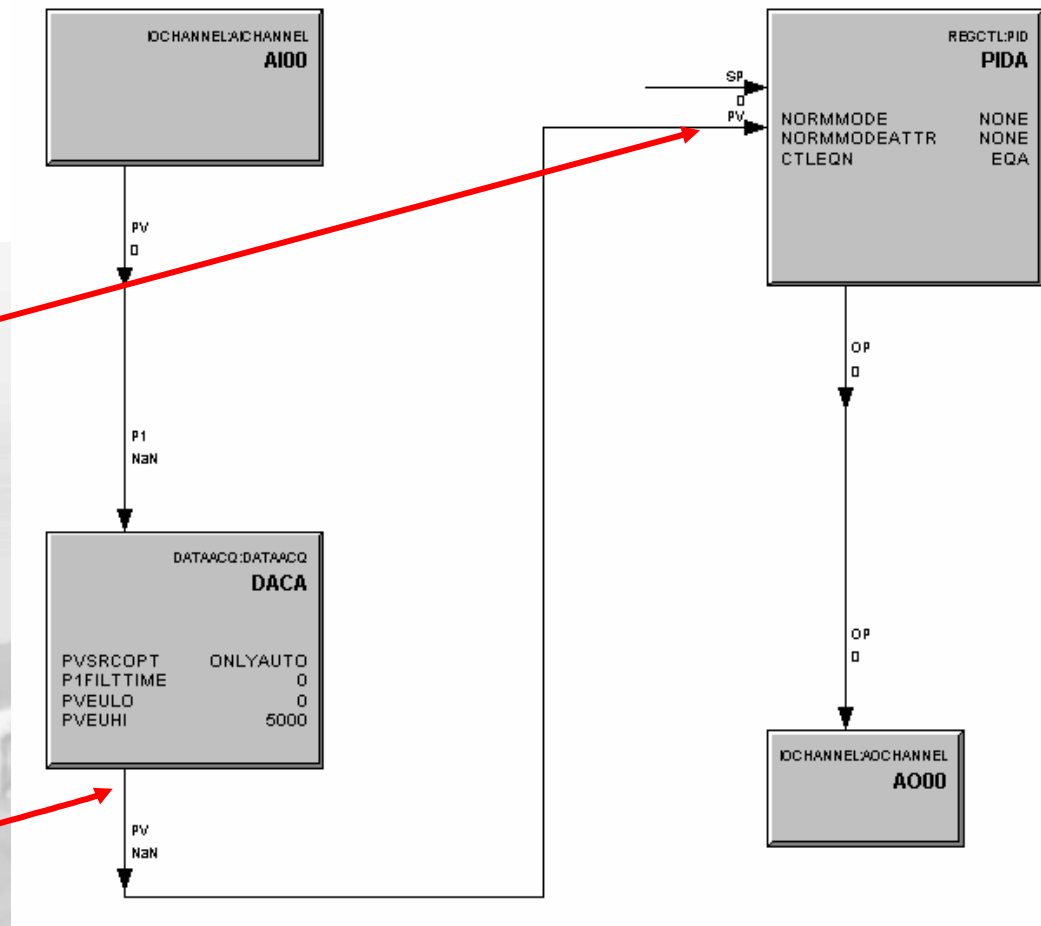 IOCHANNEL:AICHANNEL
AI00
PV
0
P1
NaN
DATAACQ:DATAACQ
DACA
PVSRCOPT ONLYAUTO
P1FILTTIME 0
PVEULO 0
PVEUHI 5000
PV
NaN
REGCTL:PID
PIDA
SP
0
PV
NORMMODE NONE
NORMMODEATTR NONE
CTLEQN EQA
OP
0
OP
0
IOCHANNEL:AOCHANNEL
AO00